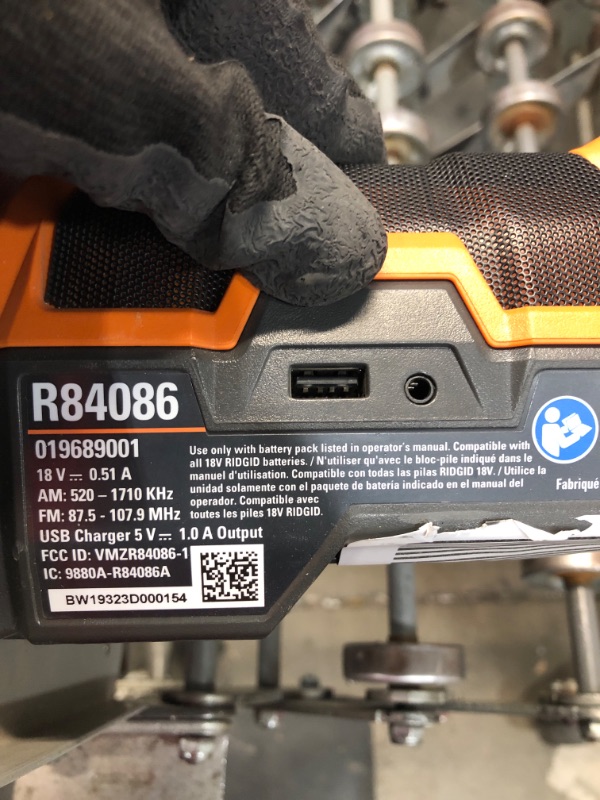 R84086
019689001
18 V ⎓ 0.51 A
AM: 520 – 1710 KHz
FM: 87.5 - 107.9 MHz
USB Charger 5 V ⎓ 1.0 A Output
FCC ID: VMZR84086-1
IC: 9880A-R84086A
BW19323D000154
Use only with battery pack listed in operator's manual. Compatible with
all 18V RIDGID batteries. / N'utiliser qu'avec le bloc-pile indiqué dans le
manuel d'utilisation. Compatible con todas las pilas RIDGID 18V. / Utilice la
unidad solamente con el paquete de batería indicado en el manual del
operador. Compatible avec
toutes les piles 18V RIDGID.
Fabriqué